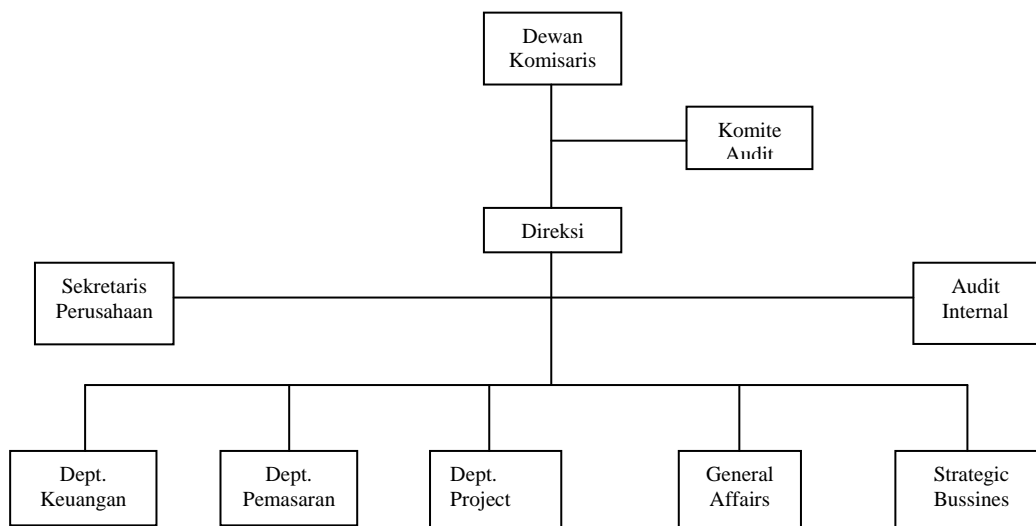 Dewan
Komisaris
Komite
Audit
Direksi
Sekretaris
Perusahaan
Audit
Internal
Dept.
Keuangan
Dept.
Pemasaran
Dept.
Project
General
Affairs
Strategic
Bussines